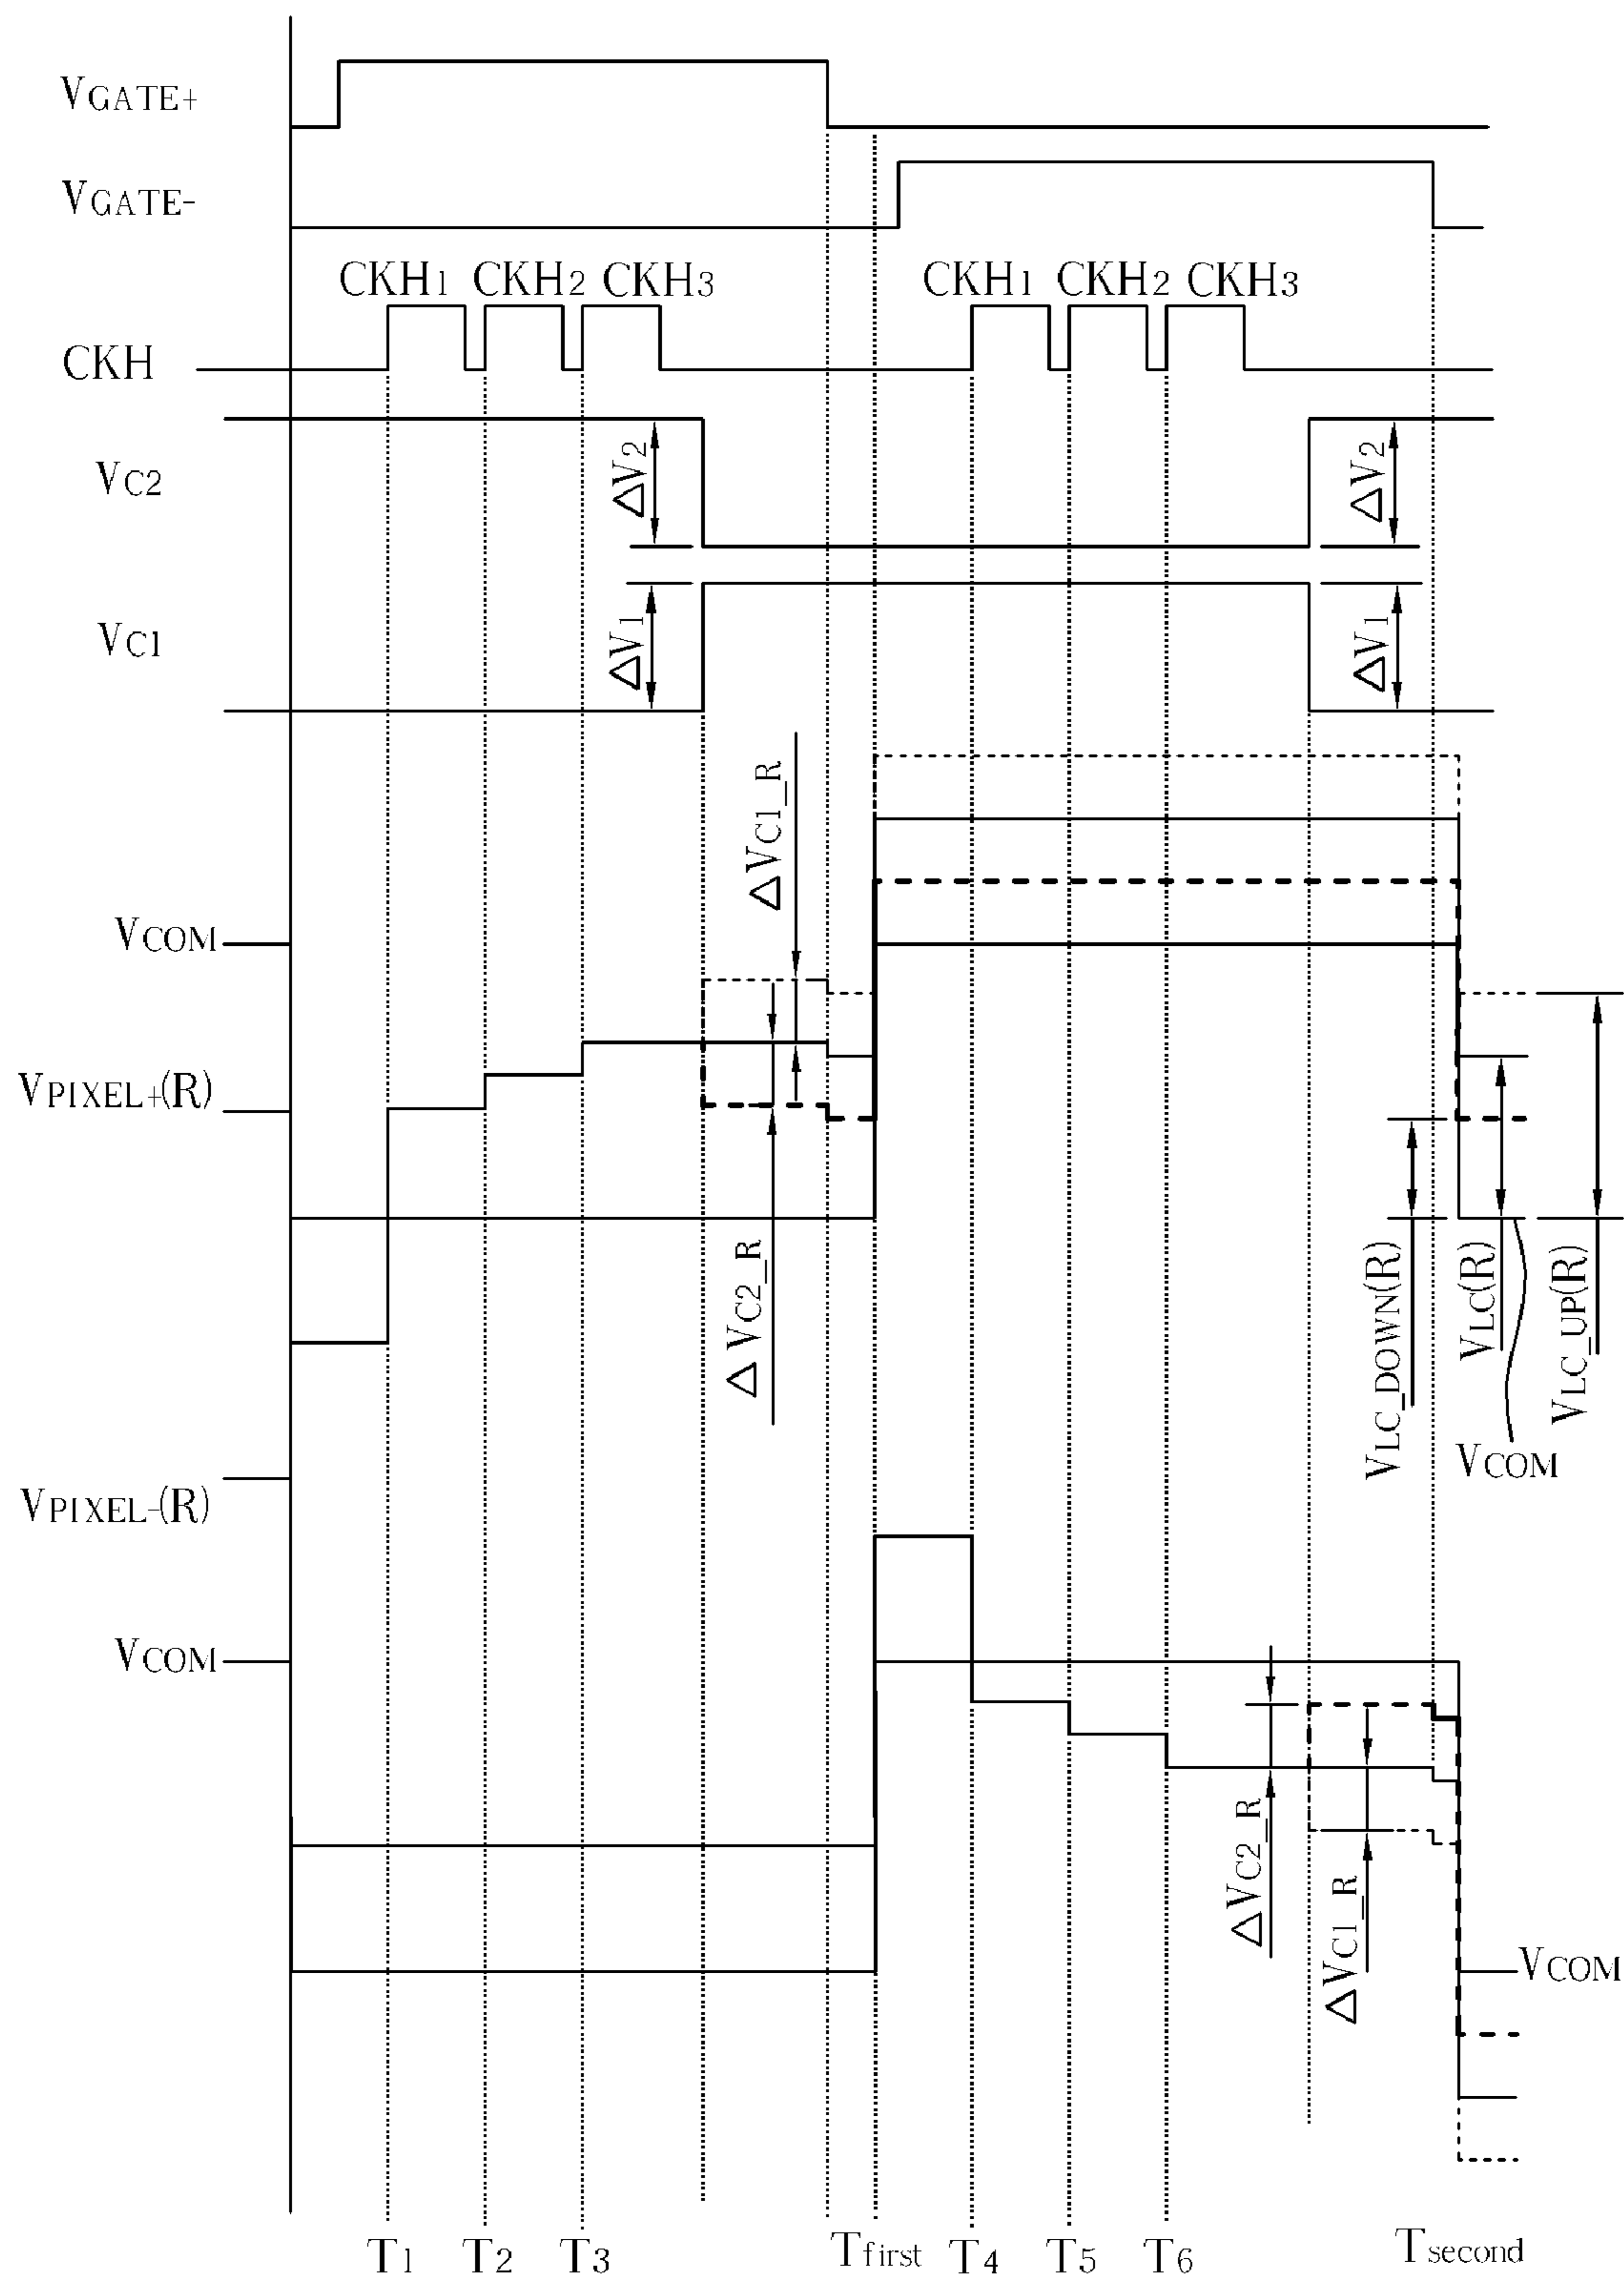 VGATE+
VGATE-
CKH1 CKH2 CKH3 CKH1 CKH2 CKH3
CKH
VC2
ΔV2 ΔV2
VC1
ΔV1 ΔV1
ΔVC1_R
VCOM
VPIXEL+(R)
ΔVC2_R
VLC_DOWN(R)
VLC(R)
VLC_UP(R)
VCOM
VPIXEL-(R)
VCOM
ΔVC2_R
ΔVC1_R
VCOM
T1 T2 T3 Tfirst T4 T5 T6 Tsecond